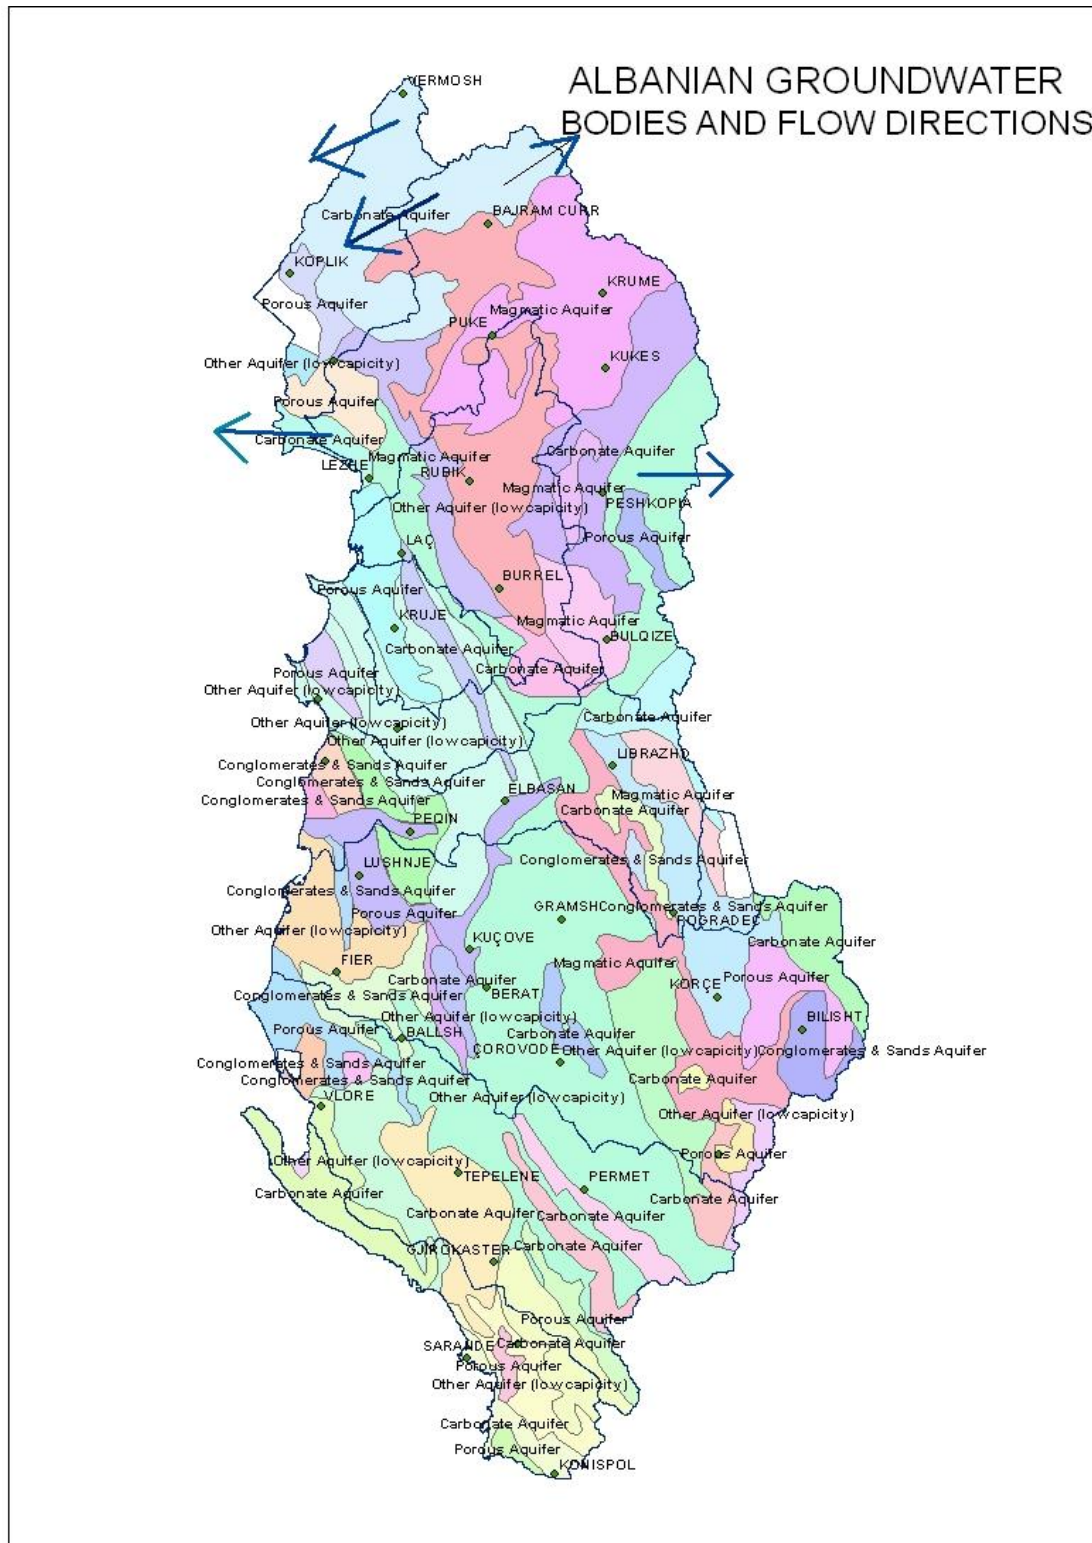 VERMOSH
ALBANIAN GROUNDWATER
BODIES AND FLOW DIRECTIONS
Carbonate Aquifer
BAJRAM CURR
KOPLIK
KRUME
Porous Aquifer
Magmatic Aquifer
PUKE
Other Aquifer (lowcapicity)
KUKES
Porous Aquifer
Carbonate Aquifer
Carbonate Aquifer
Magmatic Aquifer
LEZHE
RUBIK
Magmatic Aquifer
PESHKOPIA
Other Aquifer (lowcapicity)
Porous Aquifer
LAÇ
BURREL
Porous Aquifer
KRUJE
Magmatic Aquifer
BULQIZE
Carbonate Aquifer
Carbonate Aquifer
Porous Aquifer
Other Aquifer (lowcapicity)
Carbonate Aquifer
Other Aquifer (lowcapicity)
Other Aquifer (lowcapicity)
LIBRAZHD
Conglomerates & Sands Aquifer
Conglomerates & Sands Aquifer
Conglomerates & Sands Aquifer
ELBASAN
Magmatic Aquifer
Carbonate Aquifer
PEQIN
LUSHNJE
Conglomerates & Sands Aquifer
Conglomerates & Sands Aquifer
Porous Aquifer
GRAMSH
Conglomerates & Sands Aquifer
POGRADEC
Other Aquifer (lowcapicity)
KUÇOVE
Carbonate Aquifer
FIER
Magmatic Aquifer
Carbonate Aquifer
Porous Aquifer
KORÇE
BERAT
Conglomerates & Sands Aquifer
Other Aquifer (lowcapicity)
BILISHT
Porous Aquifer
BALLSH
Carbonate Aquifer
ÇOROVODE
Other Aquifer (lowcapicity)
Conglomerates & Sands Aquifer
Conglomerates & Sands Aquifer
Conglomerates & Sands Aquifer
Carbonate Aquifer
VLORE
Other Aquifer (lowcapicity)
Other Aquifer (lowcapicity)
Other Aquifer (lowcapicity)
Porous Aquifer
TEPELENE
PERMET
Carbonate Aquifer
Carbonate Aquifer
Carbonate Aquifer
Carbonate Aquifer
GJIROKASTER
Carbonate Aquifer
Porous Aquifer
SARANDE
Carbonate Aquifer
Porous Aquifer
Other Aquifer (lowcapicity)
Carbonate Aquifer
Porous Aquifer
KONISPOL